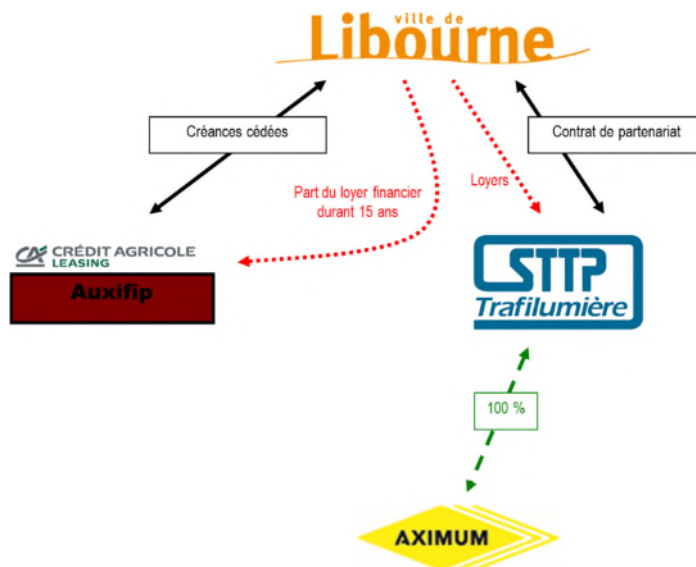 ville de
Libourne
Créances cédées
Contrat de partenariat
Part du loyer financier
durant 15 ans
Loyers
CA CRÉDIT AGRICOLE
LEASING
Auxifip
STTP
Trafilumière
100 %
AXIMUM